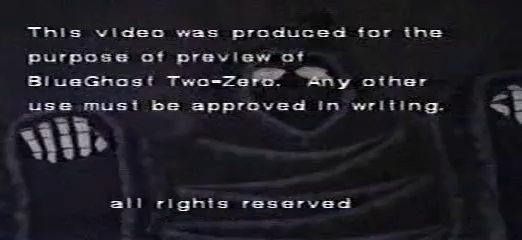 This video was produced for the
purpose of preview of
BlueGhost Two-Zero. Any other
use must be approved in writing.
all rights reserved